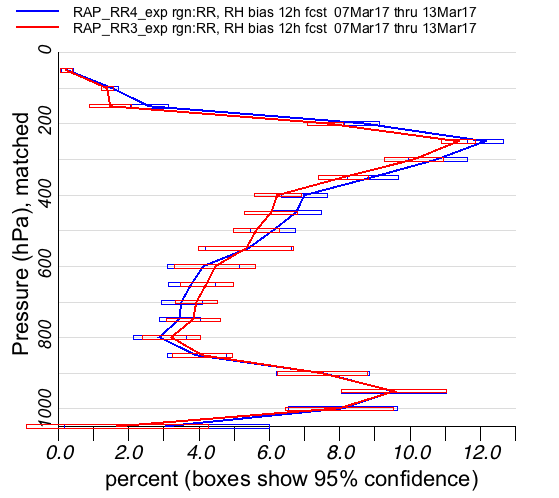 RAP_RR4_exp rgn:RR, RH bias 12h fcst  07Mar17 thru 13Mar17
RAP_RR3_exp rgn:RR, RH bias 12h fcst  07Mar17 thru 13Mar17
0
200
400
600
800
1000
Pressure (hPa), matched
0.0 2.0 4.0 6.0 8.0 10.0 12.0
percent (boxes show 95% confidence)